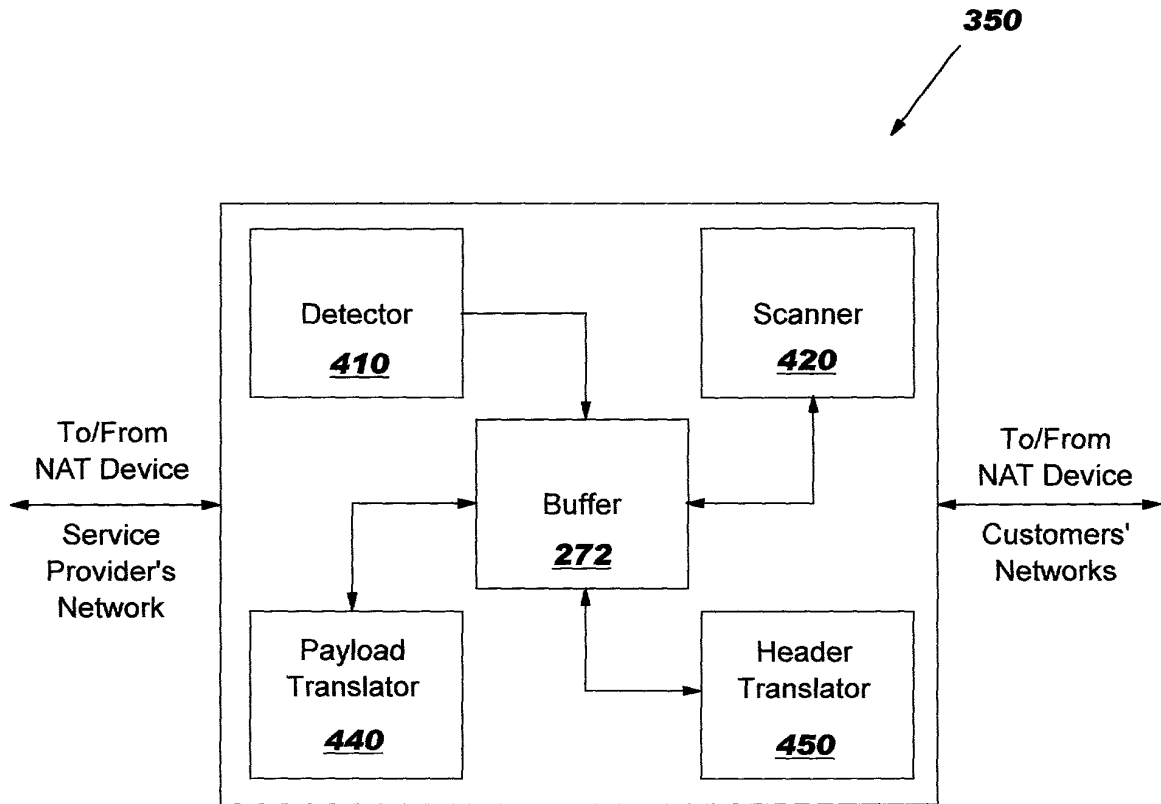 350
Detector
410
Scanner
420
To/From
NAT Device
Service
Provider's
Network
Buffer
272
To/From
NAT Device
Customers'
Networks
Payload
Translator
440
Header
Translator
450